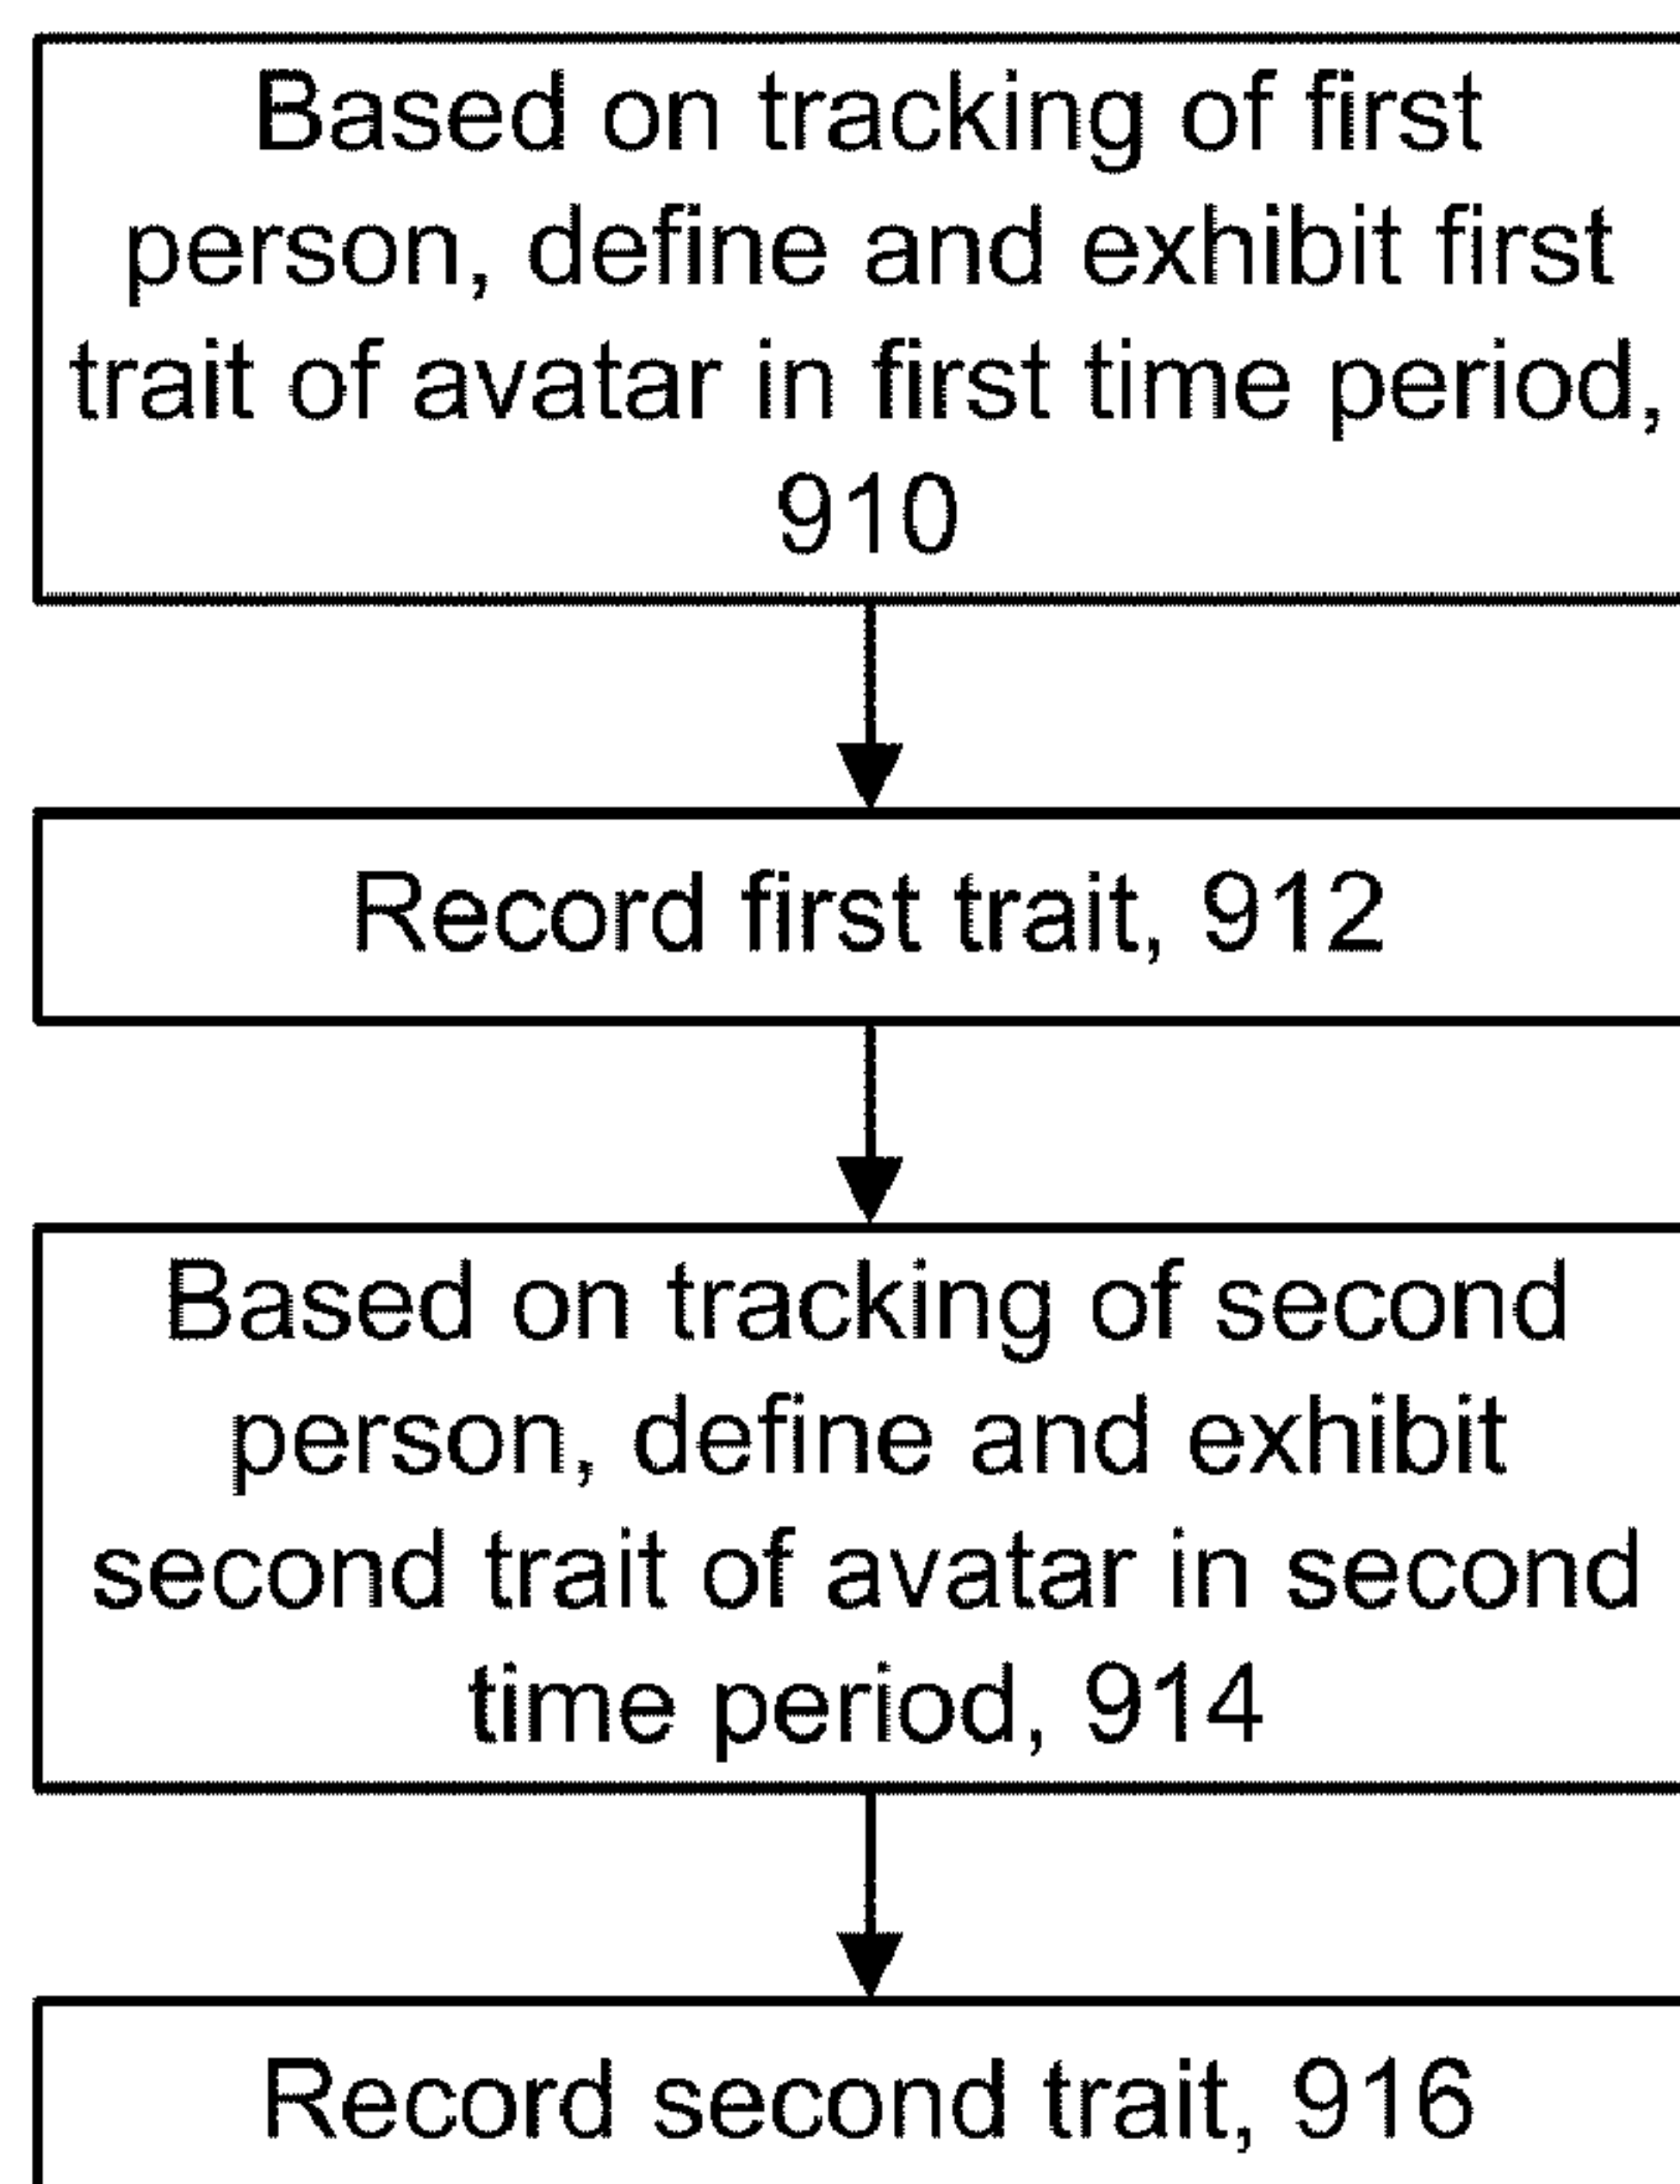 Based on tracking of first
person, define and exhibit first
trait of avatar in first time period,
910
Record first trait, 912
Based on tracking of second
person, define and exhibit
second trait of avatar in second
time period, 914
Record second trait, 916